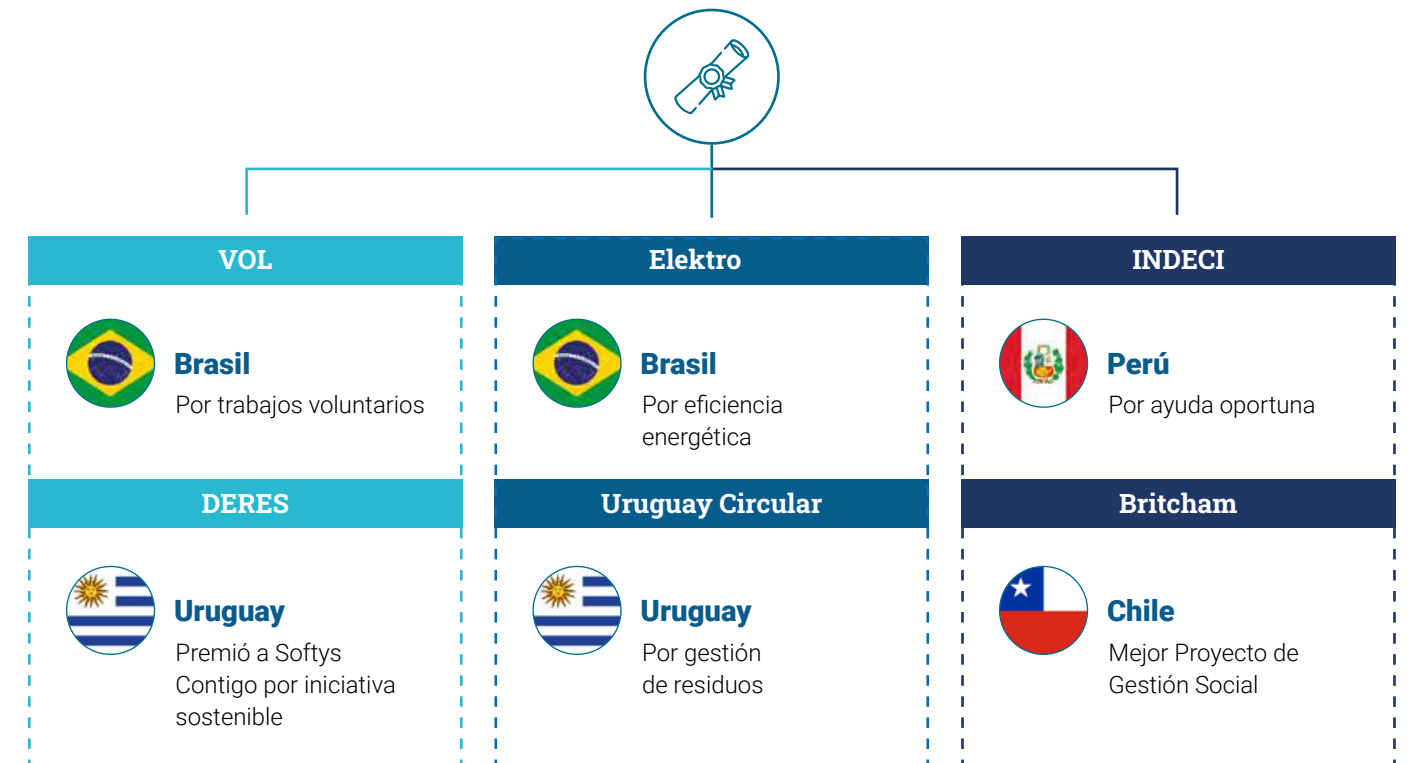 VOL
Brasil
Por trabajos voluntarios
DERES
Uruguay
Premió a Softys
Contigo por iniciativa
sostenible
Elektro
Brasil
Por eficiencia
energética
Uruguay Circular
Uruguay
Por gestión
de residuos
INDECI
Perú
Por ayuda oportuna
Britcham
Chile
Mejor Proyecto de
Gestión Social